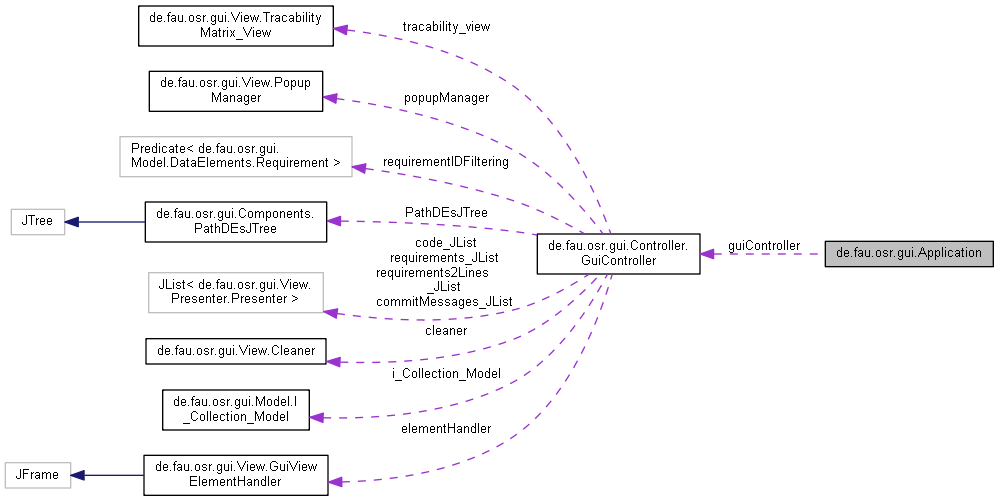 de.fau.osr.gui.View.Tracability
Matrix_View
tracability_view
de.fau.osr.gui.View.Popup
Manager
popupManager
Predicate< de.fau.osr.gui.
Model.DataElements.Requirement >
requirementIDFiltering
JTree
de.fau.osr.gui.Components.
PathDEsJTree
PathDEsJTree
de.fau.osr.gui.Controller.
GuiController
guiController
de.fau.osr.gui.Application
code_JList
requirements_JList
requirements2Lines
_JList
commitMessages_JList
JList< de.fau.osr.gui.View.
Presenter.Presenter >
cleaner
de.fau.osr.gui.View.Cleaner
i_Collection_Model
de.fau.osr.gui.Model.I
_Collection_Model
elementHandler
JFrame
de.fau.osr.gui.View.GuiView
ElementHandler